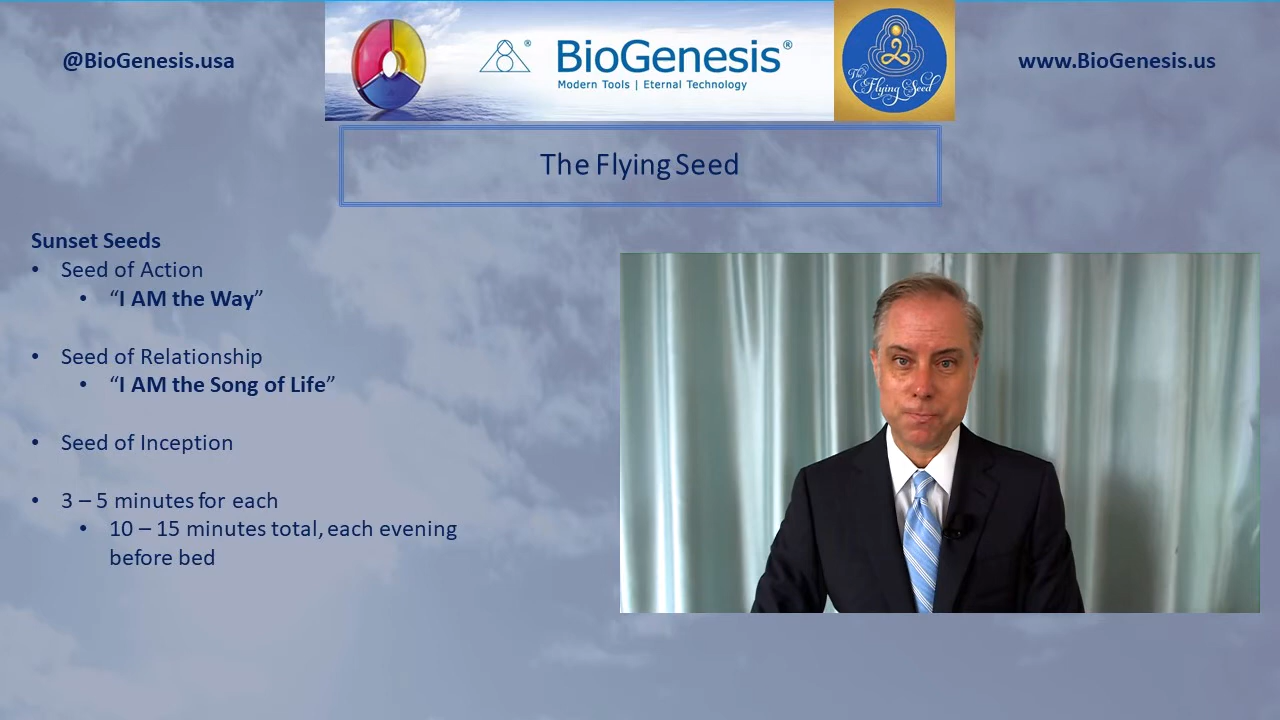 @BioGenesis.usa
BioGenesis®
®
Modern Tools | Eternal Technology
The Flying Seed
www.BioGenesis.us
The Flying Seed
Sunset Seeds
• Seed of Action
• “I AM the Way”
• Seed of Relationship
• “I AM the Song of Life”
• Seed of Inception
• 3 – 5 minutes for each
• 10 – 15 minutes total, each evening
before bed